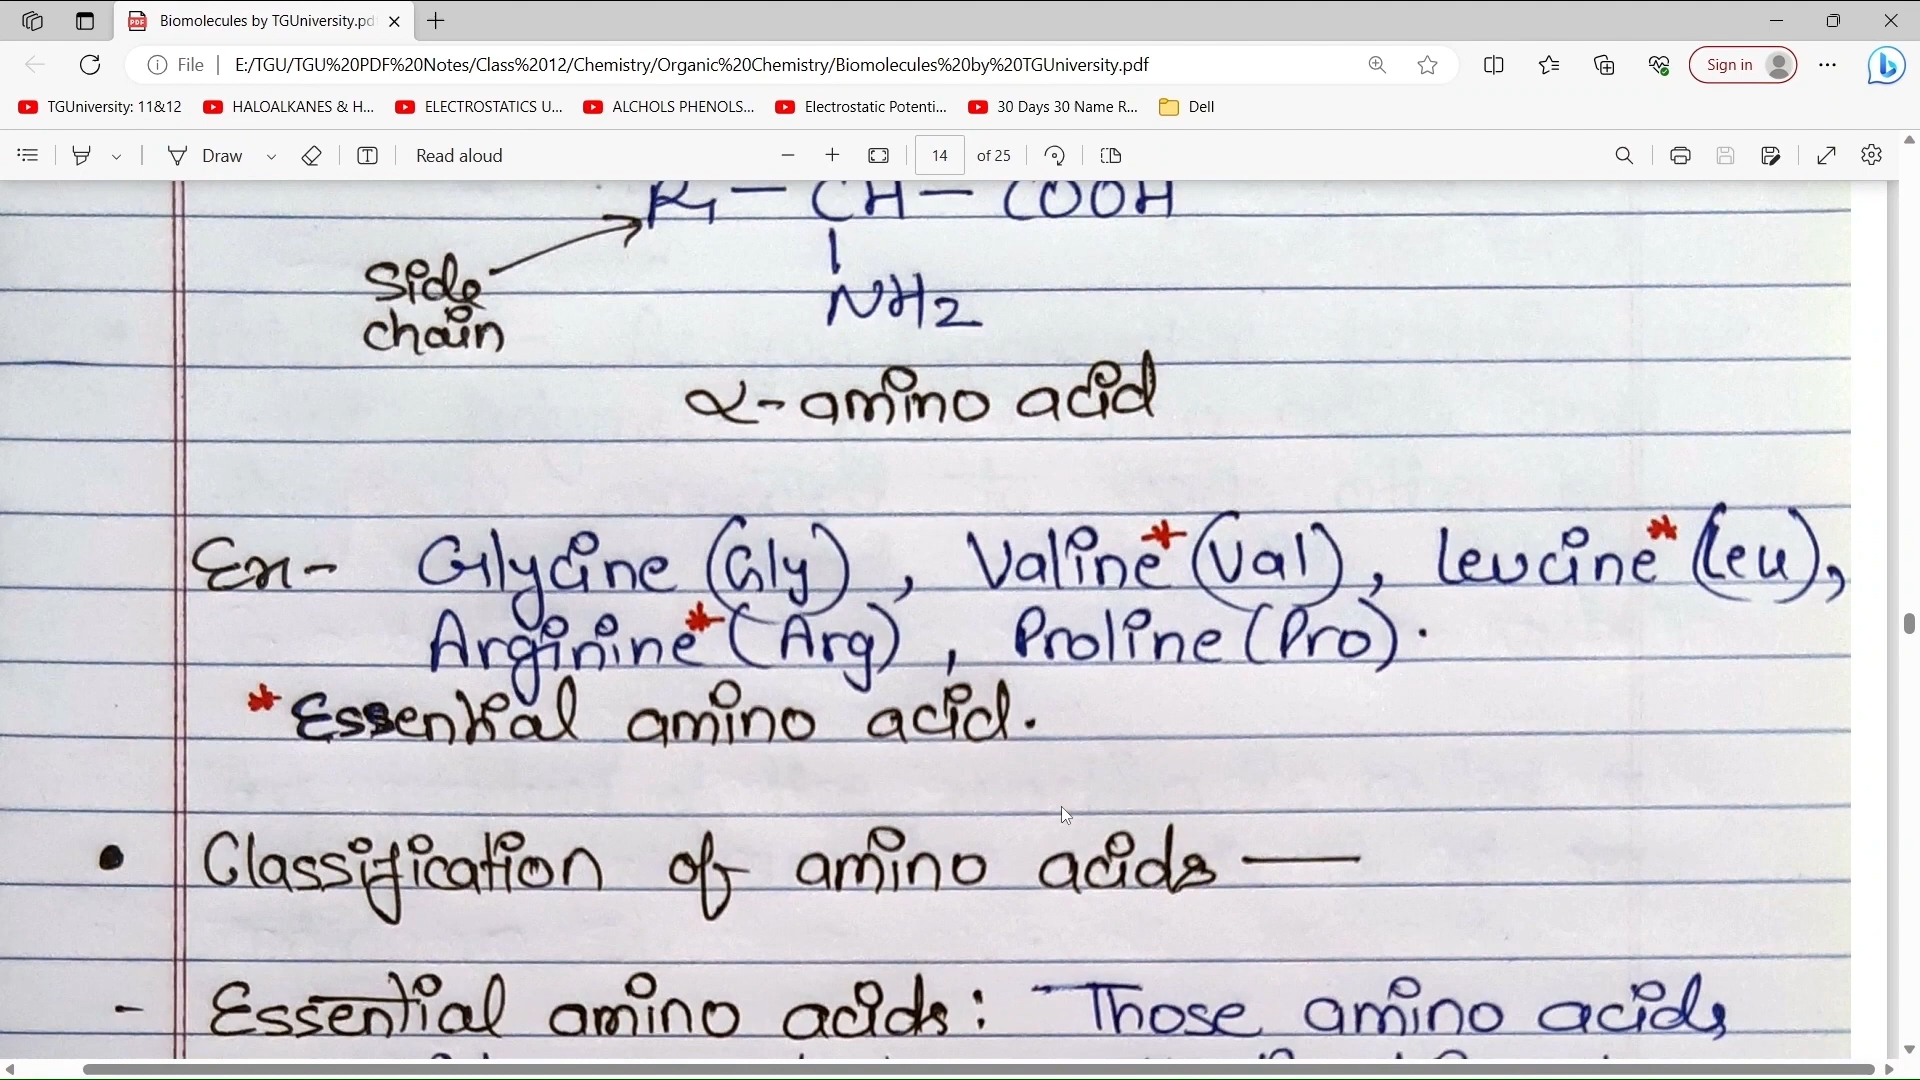 Biomolecules by TGUniversity.pd
File
E:/TGU/TGU%20PDF%20Notes/Class%2012/Chemistry/Organic%20Chemistry/Biomolecules%20by%20TGUniversity.pdf
Sign in
TGUniversity: 11&12 HALOALKANES & H... ELECTROSTATICS U... ALCHOLS PHENOLS... Electrostatic Potenti... 30 Days 30 Name R... Dell
Draw Read aloud 14 of 25
R — CH — COOH
|
NH2
Side
chain
α-amino acid
Ex- Glycine (Gly), Valine* (Val), Leucine* (Leu),
Arginine* (Arg), Proline (Pro).
* Essential amino acid.
• Classification of amino acids —
- Essential amino acids: Those amino acids